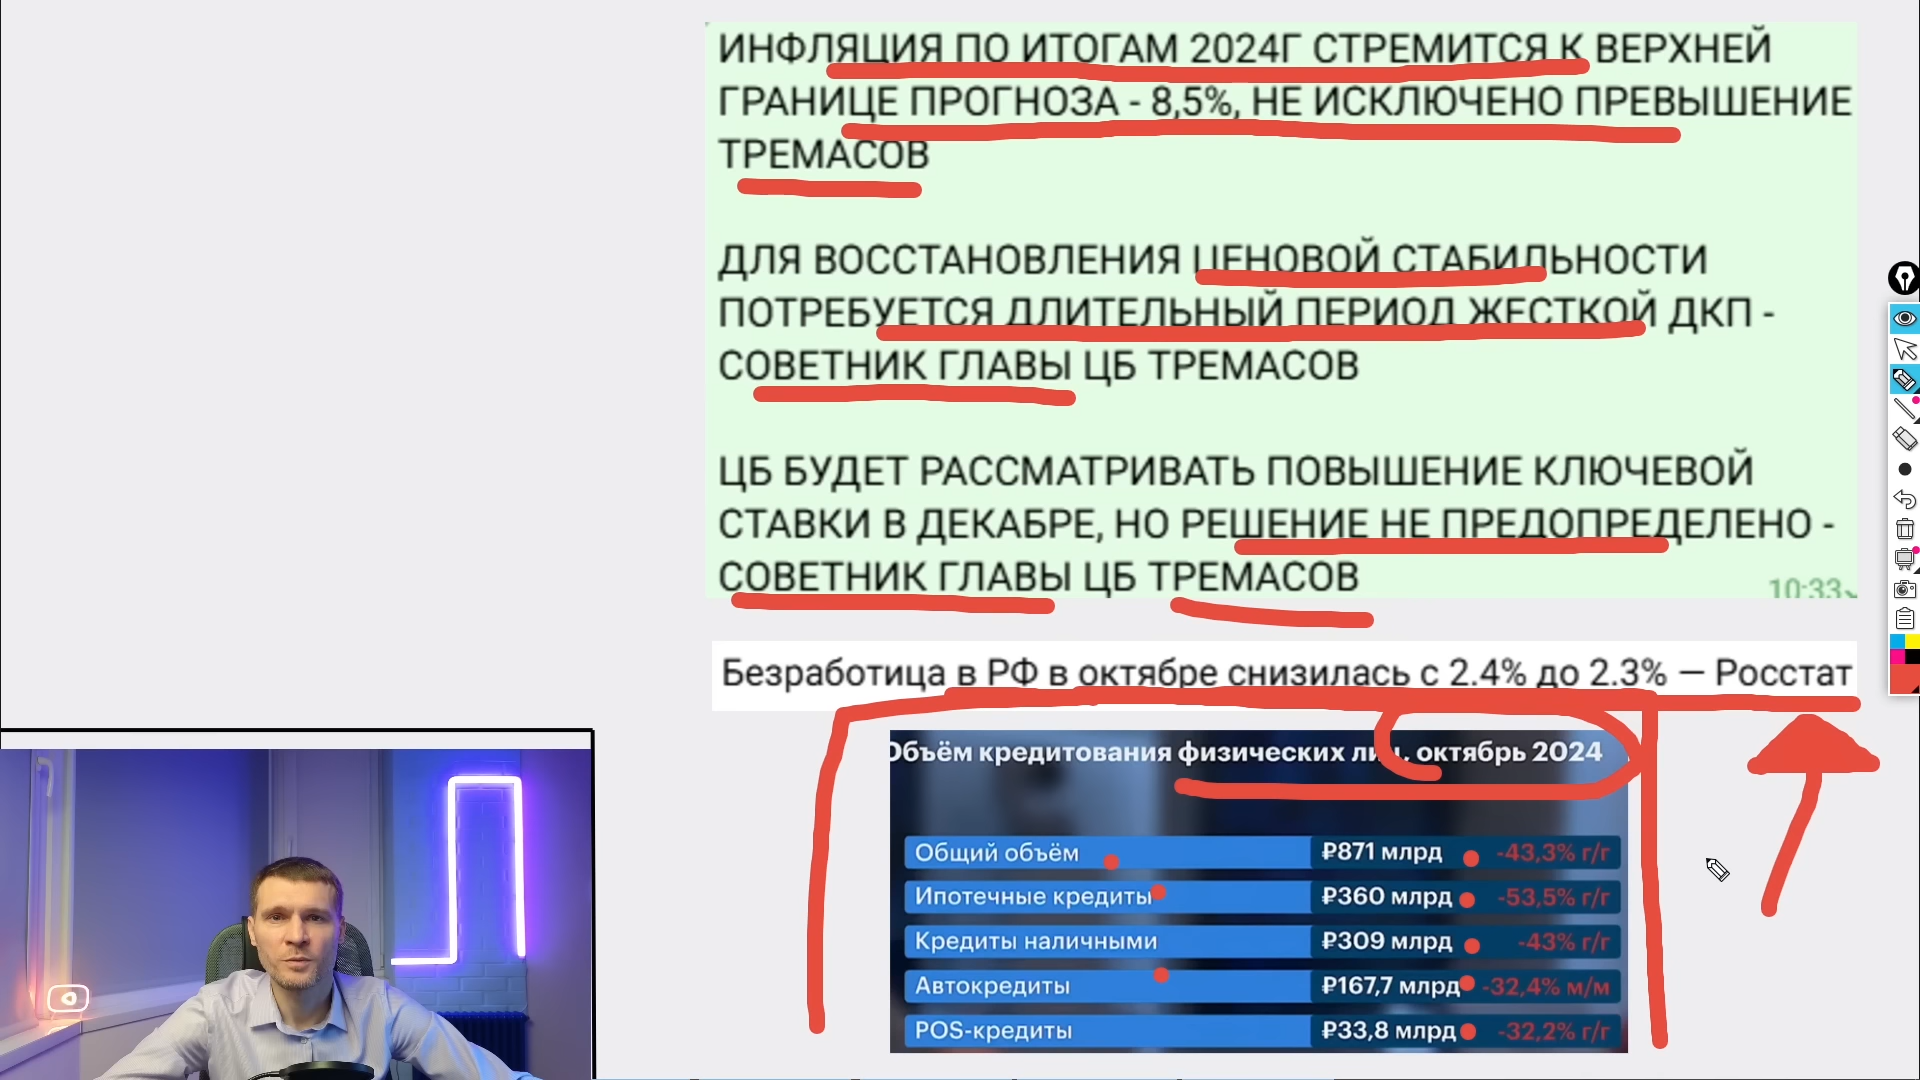 ИНФЛЯЦИЯ ПО ИТОГАМ 2024Г СТРЕМИТСЯ К ВЕРХНЕЙ
ГРАНИЦЕ ПРОГНОЗА - 8,5%, НЕ ИСКЛЮЧЕНО ПРЕВЫШЕНИЕ
ТРЕМАСОВ
ДЛЯ ВОССТАНОВЛЕНИЯ ЦЕНОВОЙ СТАБИЛЬНОСТИ
ПОТРЕБУЕТСЯ ДЛИТЕЛЬНЫЙ ПЕРИОД ЖЕСТКОЙ ДКП -
СОВЕТНИК ГЛАВЫ ЦБ ТРЕМАСОВ
ЦБ БУДЕТ РАССМАТРИВАТЬ ПОВЫШЕНИЕ КЛЮЧЕВОЙ
СТАВКИ В ДЕКАБРЕ, НО РЕШЕНИЕ НЕ ПРЕДОПРЕДЕЛЕНО -
СОВЕТНИК ГЛАВЫ ЦБ ТРЕМАСОВ
10:33
Безработица в РФ в октябре снизилась с 2.4% до 2.3% — Росстат
Объём кредитования физических лиц, октябрь 2024
Общий объём ₽871 млрд -43,3% г/г
Ипотечные кредиты ₽360 млрд -53,5% г/г
Кредиты наличными ₽309 млрд -43% г/г
Автокредиты ₽167,7 млрд -32,4% м/м
POS-кредиты ₽33,8 млрд -32,2% г/г